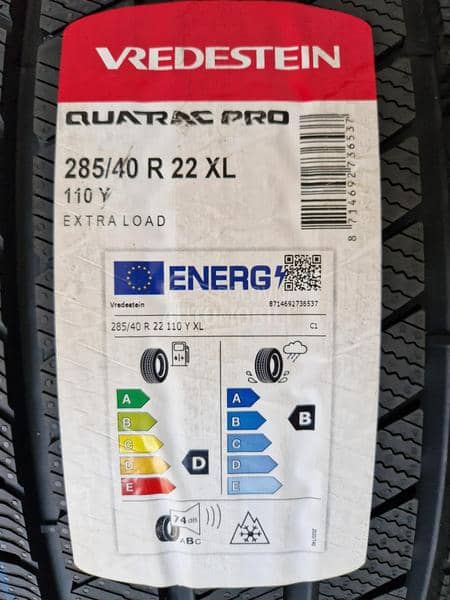 VREDESTEIN
QUATRAC PRO
285/40 R 22 XL
110 Y
EXTRA LOAD
8714692736537
ENERG
Vredestein
8714692736537
285/40 R 22 110 Y XL
C1
A
B
C
D
E
D
A
B
C
D
E
B
74 dB
ABC